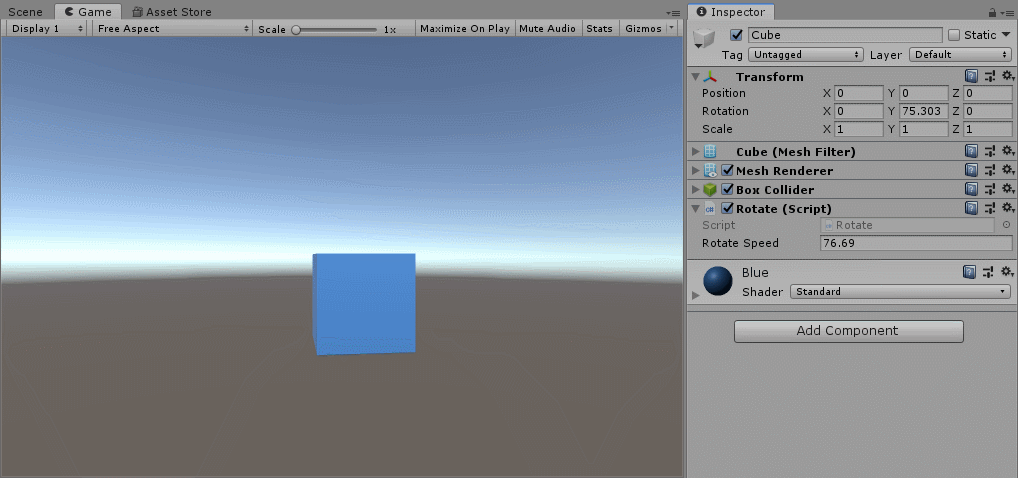 Scene Game Asset Store
Display 1 Free Aspect Scale 1x Maximize On Play Mute Audio Stats Gizmos
Inspector
Cube Static
Tag Untagged Layer Default
Transform
Position X 0 Y 0 Z 0
Rotation X 0 Y 75.303 Z 0
Scale X 1 Y 1 Z 1
Cube (Mesh Filter)
Mesh Renderer
Box Collider
C# Rotate (Script)
Script Rotate
Rotate Speed 76.69
Blue
Shader Standard
Add Component